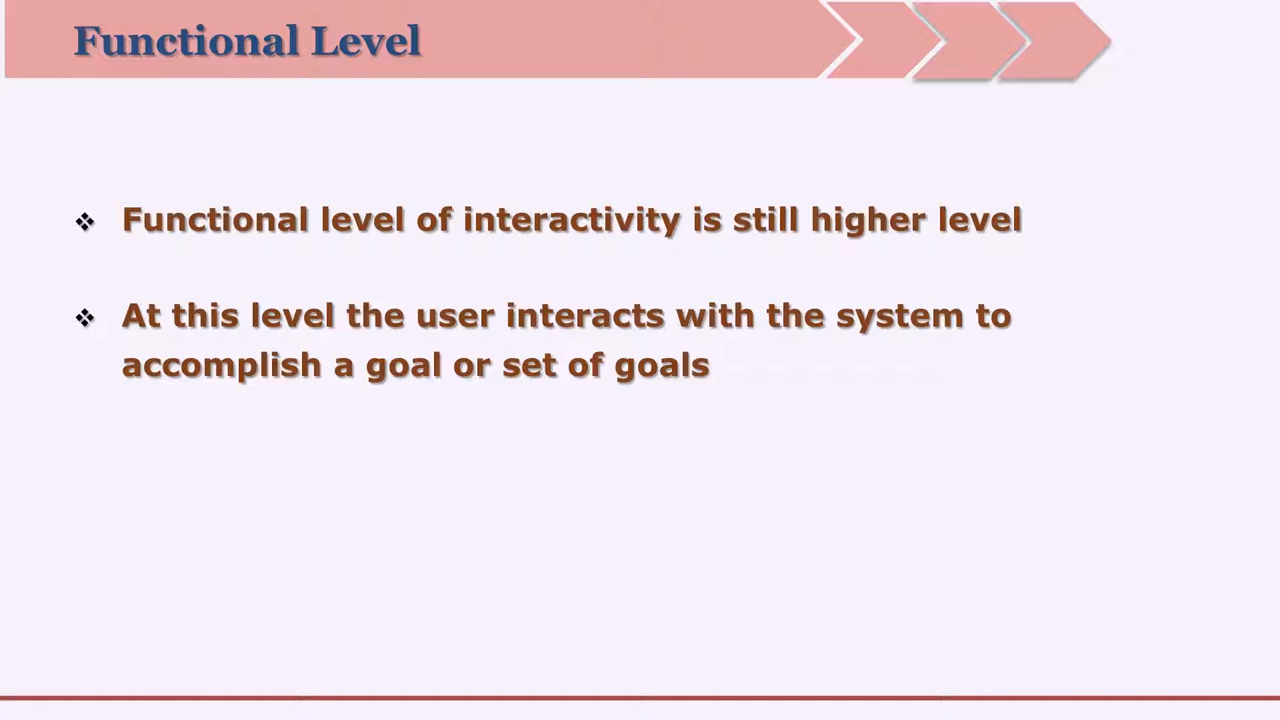 Functional Level
❖ Functional level of interactivity is still higher level
❖ At this level the user interacts with the system to
accomplish a goal or set of goals